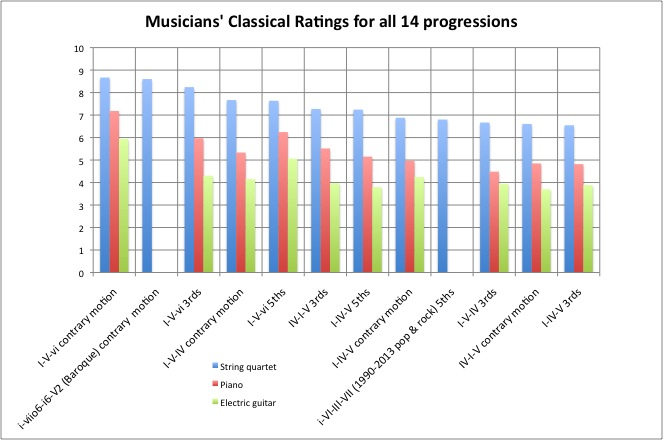 Musicians' Classical Ratings for all 14 progressions
10
9
8
7
6
5
4
3
2
1
0
I-V-vi contrary motion
i-viio6-i6-V2 (Baroque) contrary motion
I-V-vi 3rds
I-V-IV contrary motion
I-V-vi 5ths
IV-I-V 3rds
I-IV-V 5ths
I-IV-V contrary motion
i-VI-III-VII (1990-2013 pop & rock) 5ths
I-V-IV 3rds
IV-I-V contrary motion
I-IV-V 3rds
String quartet
Piano
Electric guitar